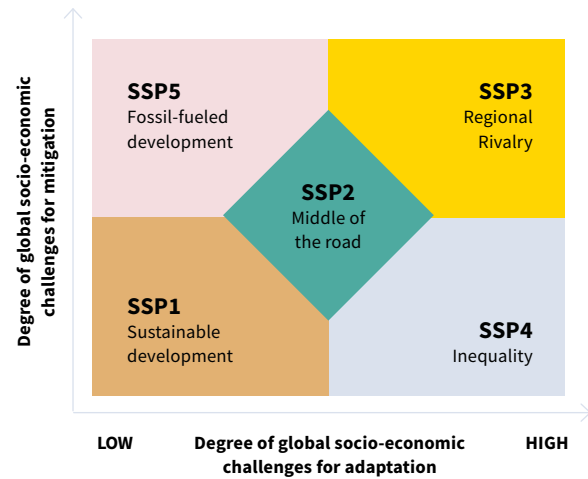 Degree of global socio-economic
challenges for mitigation
SSP5
Fossil-fueled
development
SSP3
Regional
Rivalry
SSP2
Middle of
the road
SSP1
Sustainable
development
SSP4
Inequality
LOW
Degree of global socio-economic
challenges for adaptation
HIGH